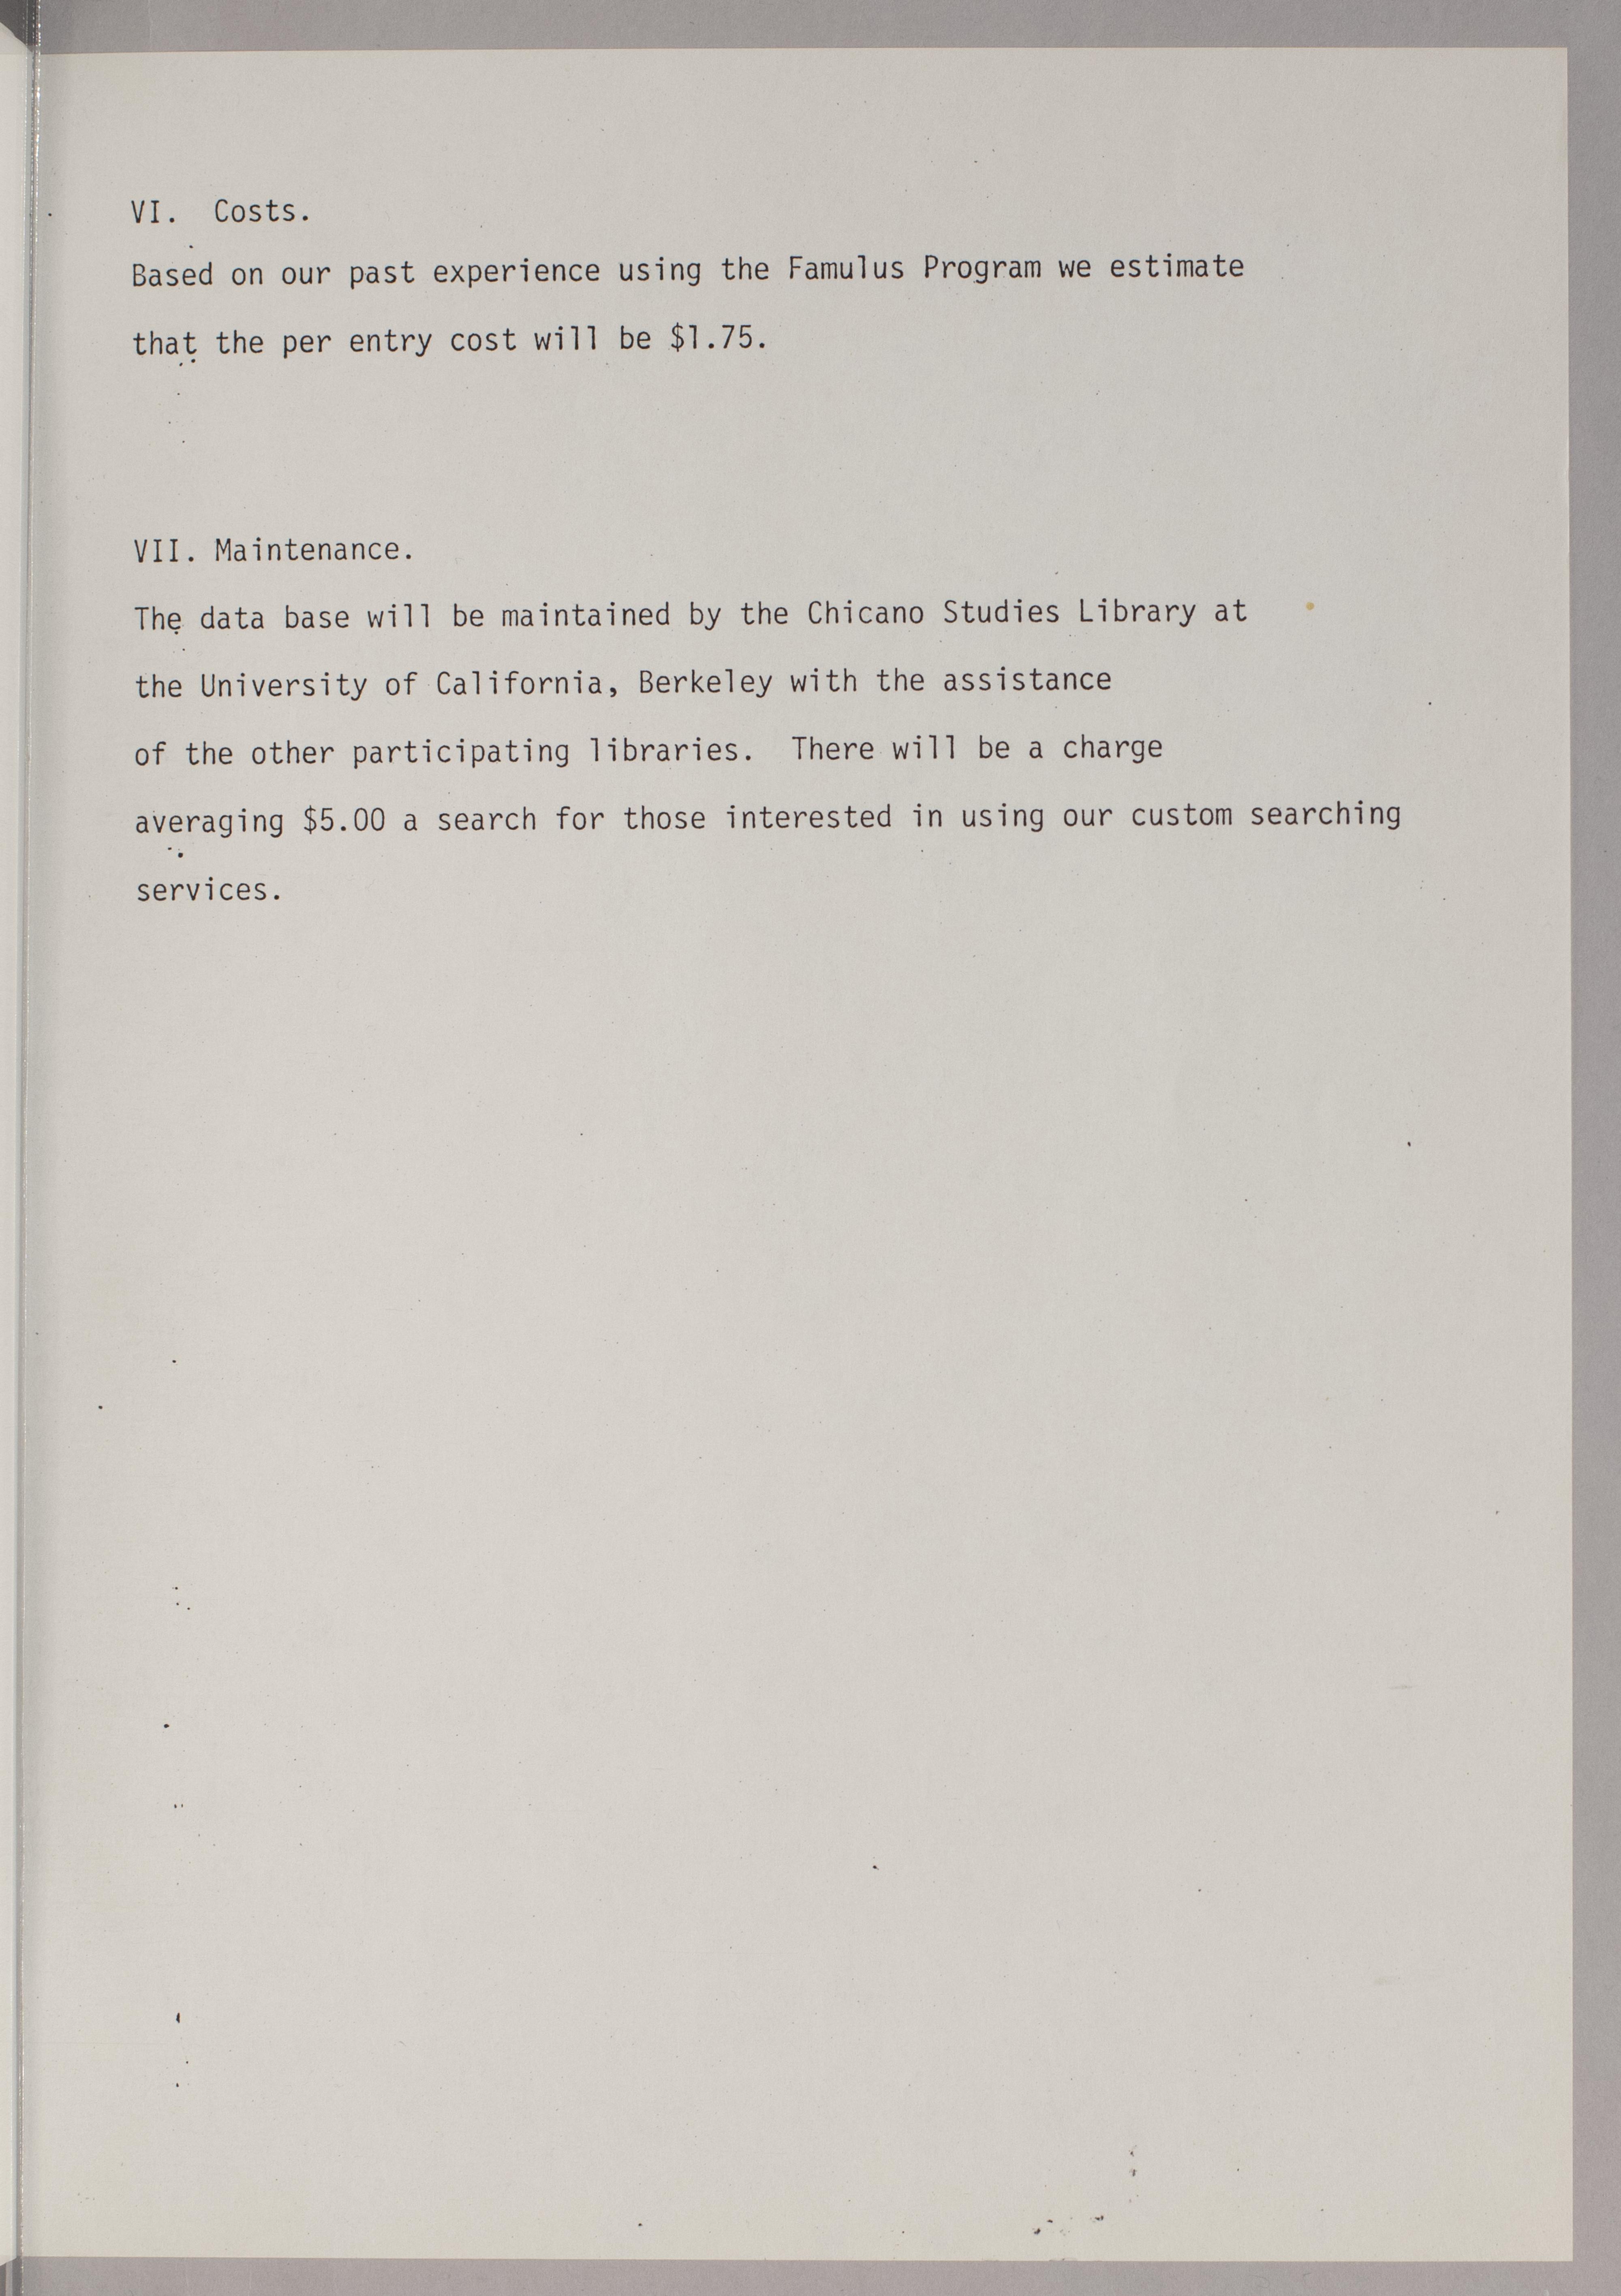 VI.  Costs.
Based on our past experience using the Famulus Program we estimate
that the per entry cost will be $1.75.
VII. Maintenance.
The data base will be maintained by the Chicano Studies Library at
the University of California, Berkeley with the assistance
of the other participating libraries.  There will be a charge
averaging $5.00 a search for those interested in using our custom searching
services.